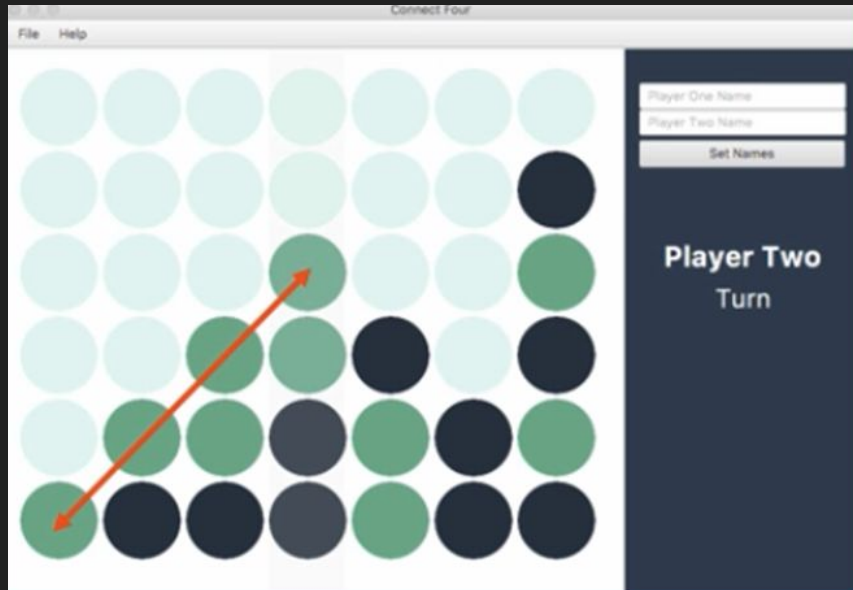 Connect Four
File Help
Player One Name
Player Two Name
Set Names
Player Two
Turn